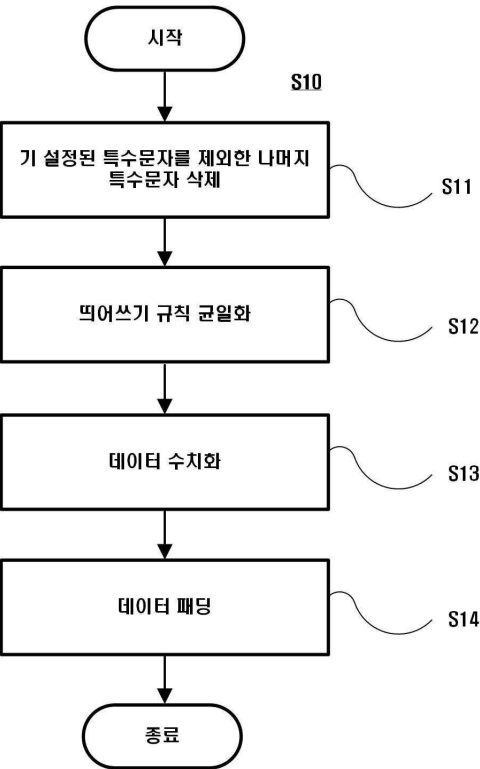 시작
S10
기 설정된 특수문자를 제외한 나머지
특수문자 삭제
S11
띄어쓰기 규칙 균일화
S12
데이터 수치화
S13
데이터 패딩
S14
종료